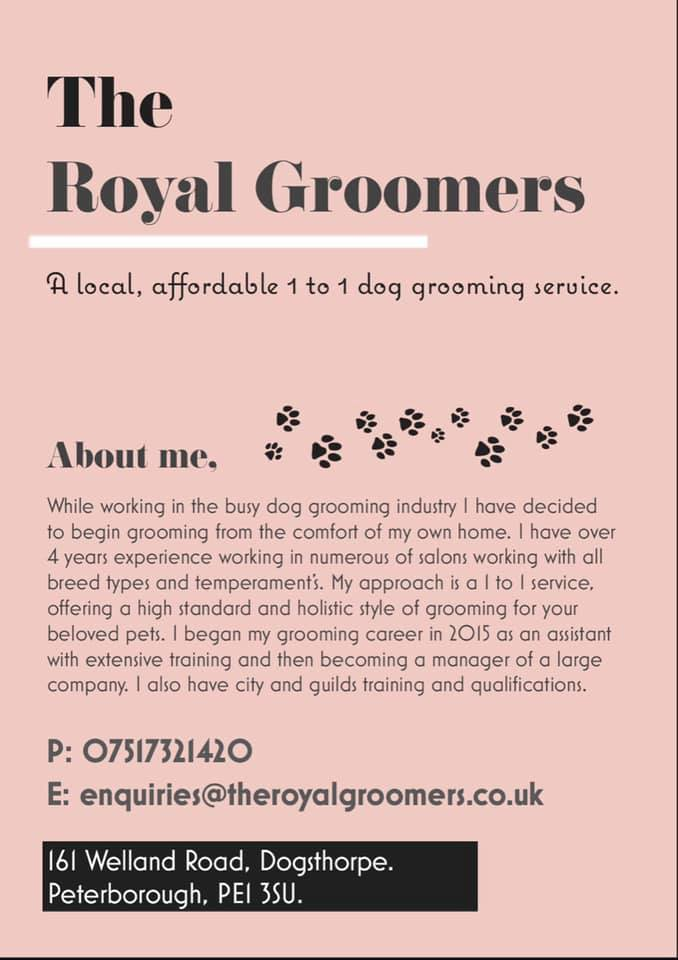 The
Royal Groomers
A local, affordable 1 to 1 dog grooming service.
About me,
While working in the busy dog grooming industry I have decided
to begin grooming from the comfort of my own home. I have over
4 years experience working in numerous of salons working with all
breed types and temperament's. My approach is a 1 to 1 service,
offering a high standard and holistic style of grooming for your
beloved pets. I began my grooming career in 2015 as an assistant
with extensive training and then becoming a manager of a large
company. I also have city and guilds training and qualifications.
P: 07517321420
E: enquiries@theroyalgroomers.co.uk
161 Welland Road, Dogsthorpe.
Peterborough, PE1 3SU.